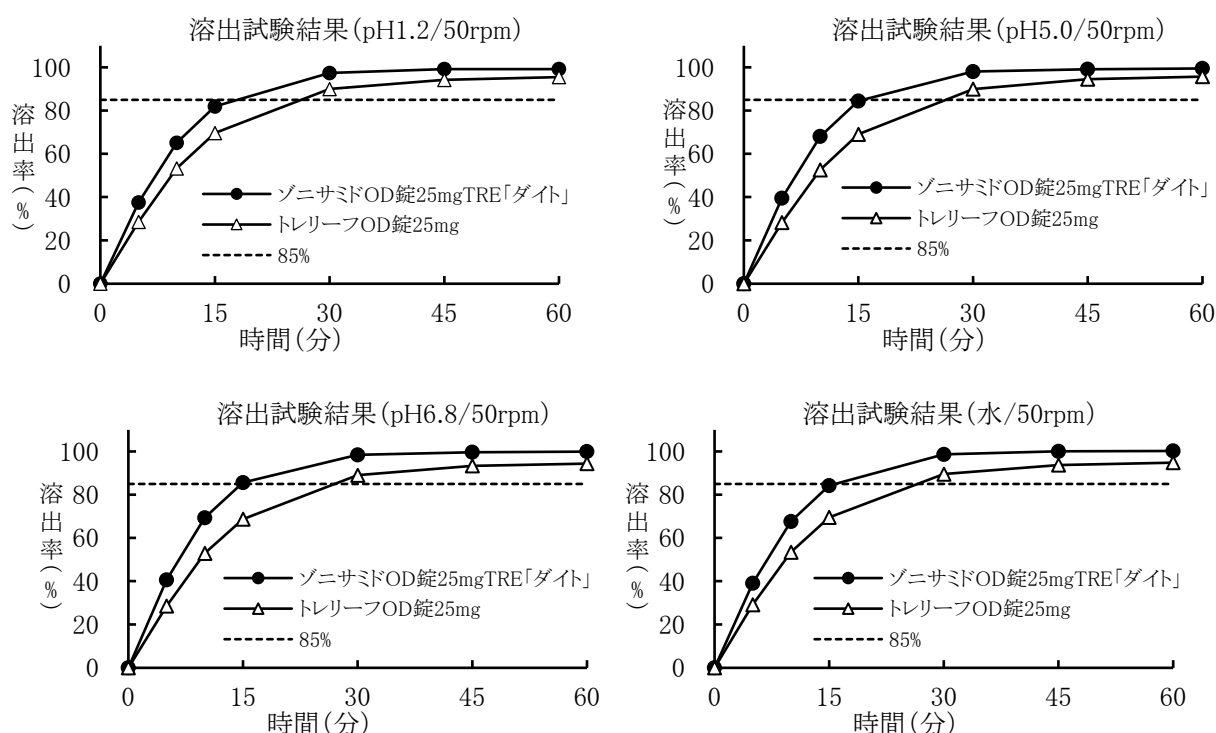 溶出試験結果(pH1.2/50rpm)
溶出率(%)
100
80
60
40
20
0
ゾニサミドOD錠25mgTRE「ダイト」
トレリーフOD錠25mg
85%
0 15 30 45 60
時間(分)
溶出試験結果(pH5.0/50rpm)
溶出率(%)
100
80
60
40
20
0
ゾニサミドOD錠25mgTRE「ダイト」
トレリーフOD錠25mg
85%
0 15 30 45 60
時間(分)
溶出試験結果(pH6.8/50rpm)
溶出率(%)
100
80
60
40
20
0
ゾニサミドOD錠25mgTRE「ダイト」
トレリーフOD錠25mg
85%
0 15 30 45 60
時間(分)
溶出試験結果(水/50rpm)
溶出率(%)
100
80
60
40
20
0
ゾニサミドOD錠25mgTRE「ダイト」
トレリーフOD錠25mg
85%
0 15 30 45 60
時間(分)